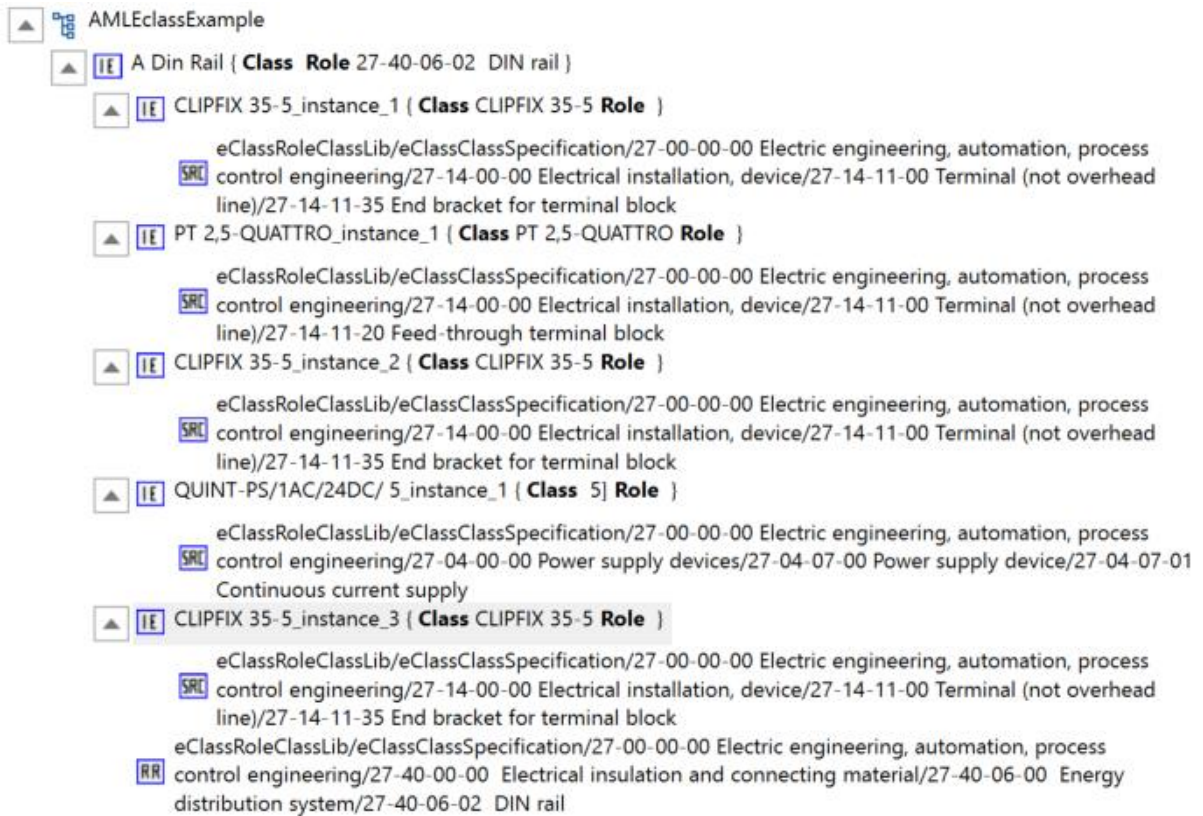 AMLEclassExample
IE A Din Rail { Class Role 27-40-06-02 DIN rail }
IE CLIPFIX 35-5_instance_1 { Class CLIPFIX 35-5 Role }
eClassRoleClassLib/eClassClassSpecification/27-00-00-00 Electric engineering, automation, process
SRC control engineering/27-14-00-00 Electrical installation, device/27-14-11-00 Terminal (not overhead
line)/27-14-11-35 End bracket for terminal block
IE PT 2,5-QUATTRO_instance_1 { Class PT 2,5-QUATTRO Role }
eClassRoleClassLib/eClassClassSpecification/27-00-00-00 Electric engineering, automation, process
SRC control engineering/27-14-00-00 Electrical installation, device/27-14-11-00 Terminal (not overhead
line)/27-14-11-20 Feed-through terminal block
IE CLIPFIX 35-5_instance_2 { Class CLIPFIX 35-5 Role }
eClassRoleClassLib/eClassClassSpecification/27-00-00-00 Electric engineering, automation, process
SRC control engineering/27-14-00-00 Electrical installation, device/27-14-11-00 Terminal (not overhead
line)/27-14-11-35 End bracket for terminal block
IE QUINT-PS/1AC/24DC/ 5_instance_1 { Class 5] Role }
eClassRoleClassLib/eClassClassSpecification/27-00-00-00 Electric engineering, automation, process
SRC control engineering/27-04-00-00 Power supply devices/27-04-07-00 Power supply device/27-04-07-01
Continuous current supply
IE CLIPFIX 35-5_instance_3 { Class CLIPFIX 35-5 Role }
eClassRoleClassLib/eClassClassSpecification/27-00-00-00 Electric engineering, automation, process
SRC control engineering/27-14-00-00 Electrical installation, device/27-14-11-00 Terminal (not overhead
line)/27-14-11-35 End bracket for terminal block
eClassRoleClassLib/eClassClassSpecification/27-00-00-00 Electric engineering, automation, process
RR control engineering/27-40-00-00 Electrical insulation and connecting material/27-40-06-00 Energy
distribution system/27-40-06-02 DIN rail